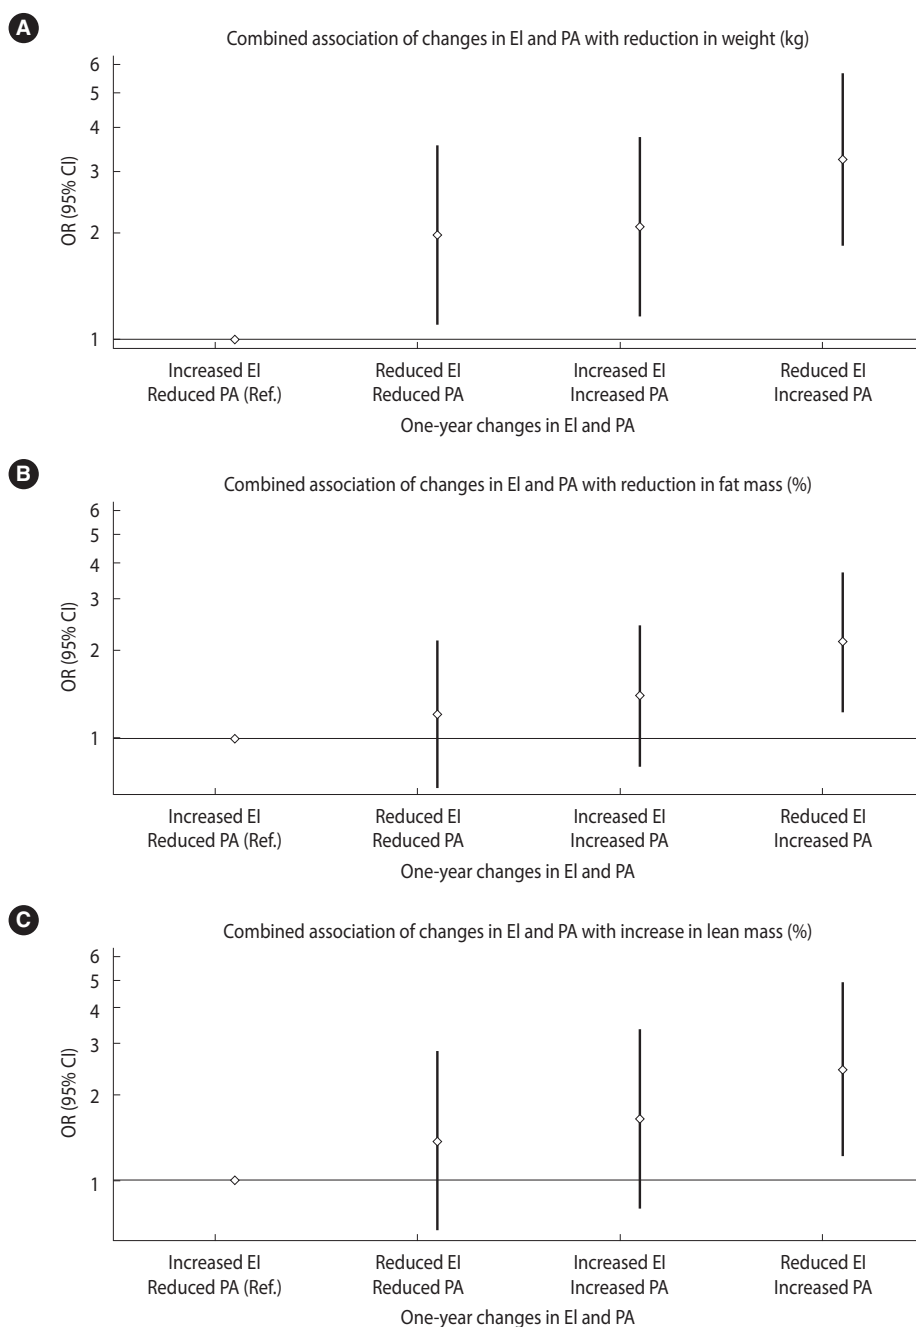 A
Combined association of changes in El and PA with reduction in weight (kg)
6
5
4
3
2
1
OR (95% CI)
Increased EI
Reduced PA (Ref.)
Reduced EI
Reduced PA
Increased EI
Increased PA
Reduced EI
Increased PA
One-year changes in El and PA
B
Combined association of changes in El and PA with reduction in fat mass (%)
6
5
4
3
2
1
OR (95% CI)
Increased EI
Reduced PA (Ref.)
Reduced EI
Reduced PA
Increased EI
Increased PA
Reduced EI
Increased PA
One-year changes in El and PA
C
Combined association of changes in El and PA with increase in lean mass (%)
6
5
4
3
2
1
OR (95% CI)
Increased EI
Reduced PA (Ref.)
Reduced EI
Reduced PA
Increased EI
Increased PA
Reduced EI
Increased PA
One-year changes in El and PA